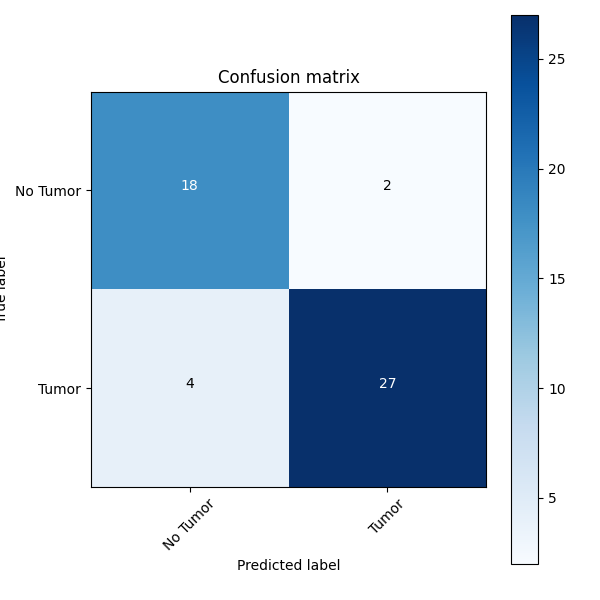 Confusion matrix
No Tumor
18
2
Tumor
4
27
No Tumor
Tumor
Predicted label
label
25
20
15
10
5